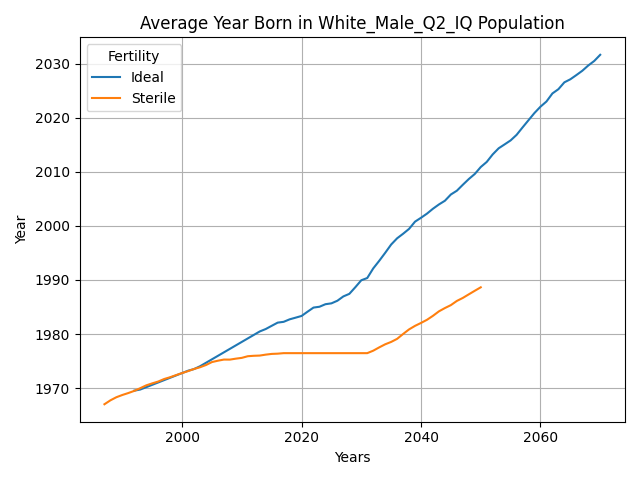 Average Year Born in White_Male_Q2_IQ Population
Fertility
Ideal
Sterile
2030
2020
2010
2000
1990
1980
1970
Year
2000
2020
2040
2060
Years